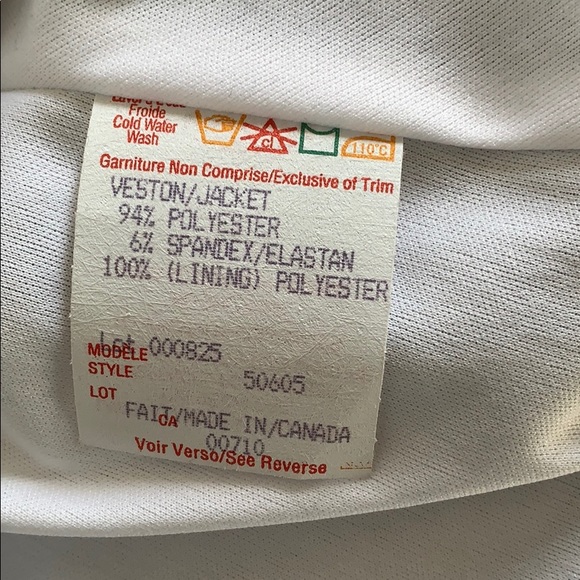 Froide
Cold Water
Wash
cl
110°C
Garniture Non Comprise/Exclusive of Trim
VESTON/JACKET
94% POLYESTER
6% SPANDEX/ELASTAN
100% (LINING) POLYESTER
Lot 000825
MODÈLE
STYLE 50605
LOT
FAIT/MADE IN/CANADA
CA 00710
Voir Verso/See Reverse